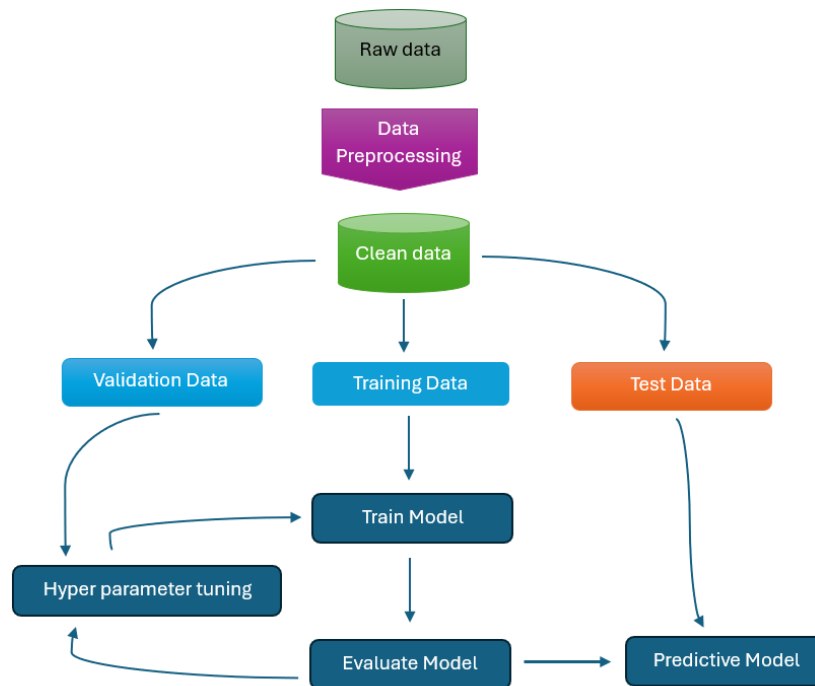 Raw data
Data
Preprocessing
Clean data
Validation Data
Training Data
Test Data
Train Model
Hyper parameter tuning
Evaluate Model
Predictive Model